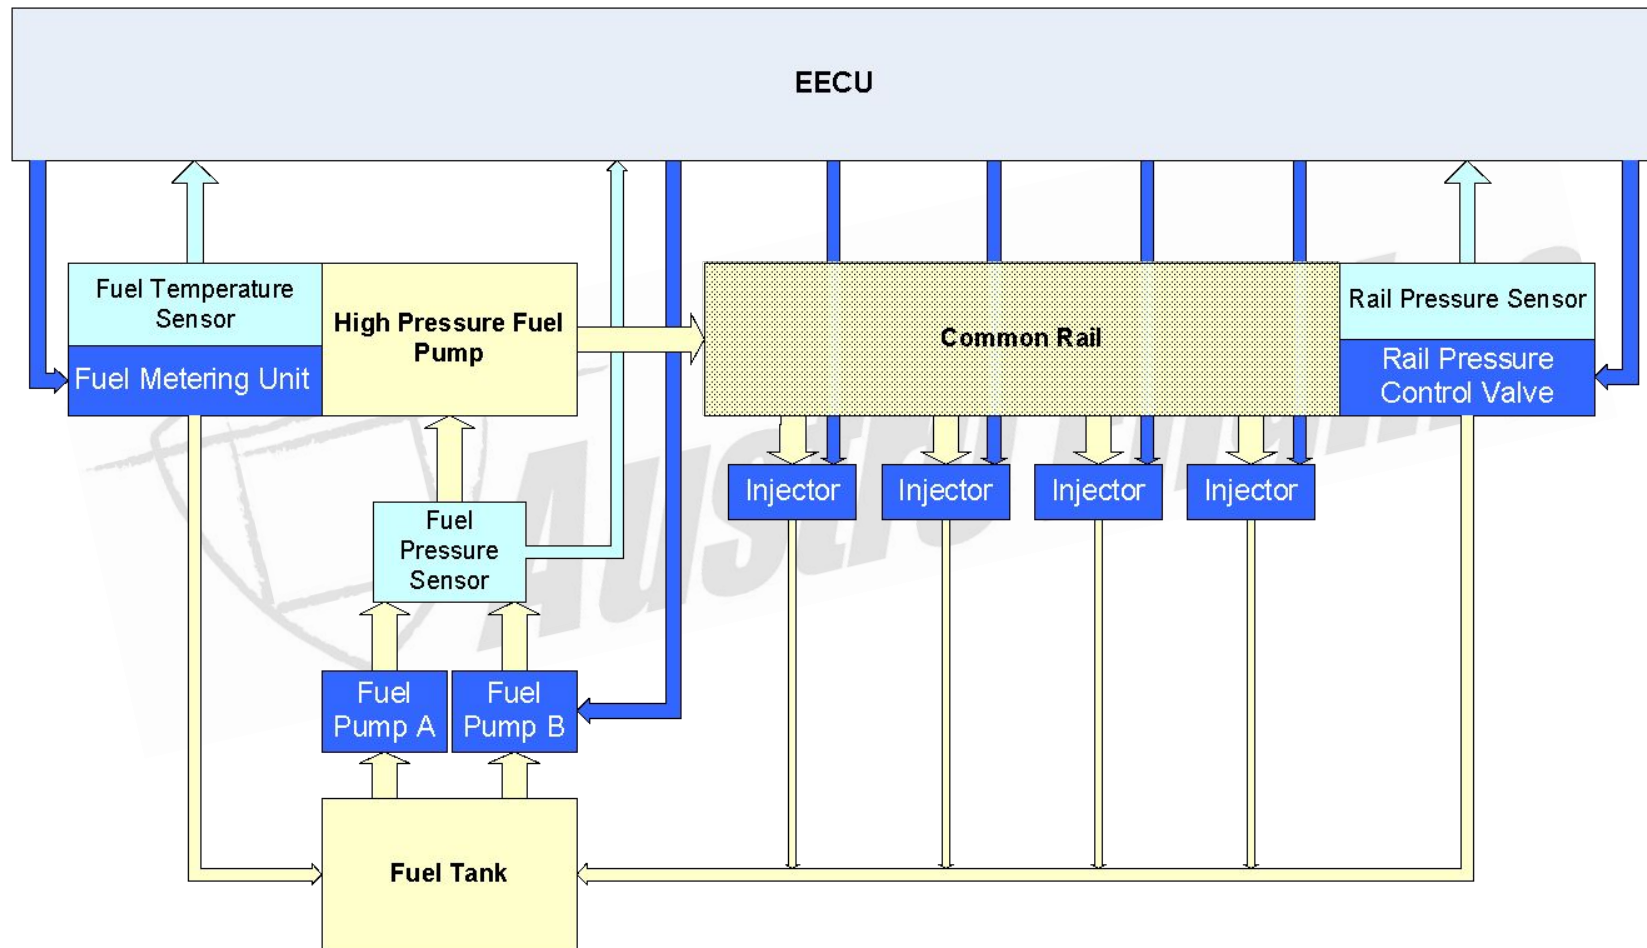 EECU
Fuel Temperature
Sensor
Fuel Metering Unit
High Pressure Fuel
Pump
Common Rail
Rail Pressure Sensor
Rail Pressure
Control Valve
Injector
Injector
Injector
Injector
Fuel
Pressure
Sensor
Fuel
Pump A
Fuel
Pump B
Fuel Tank